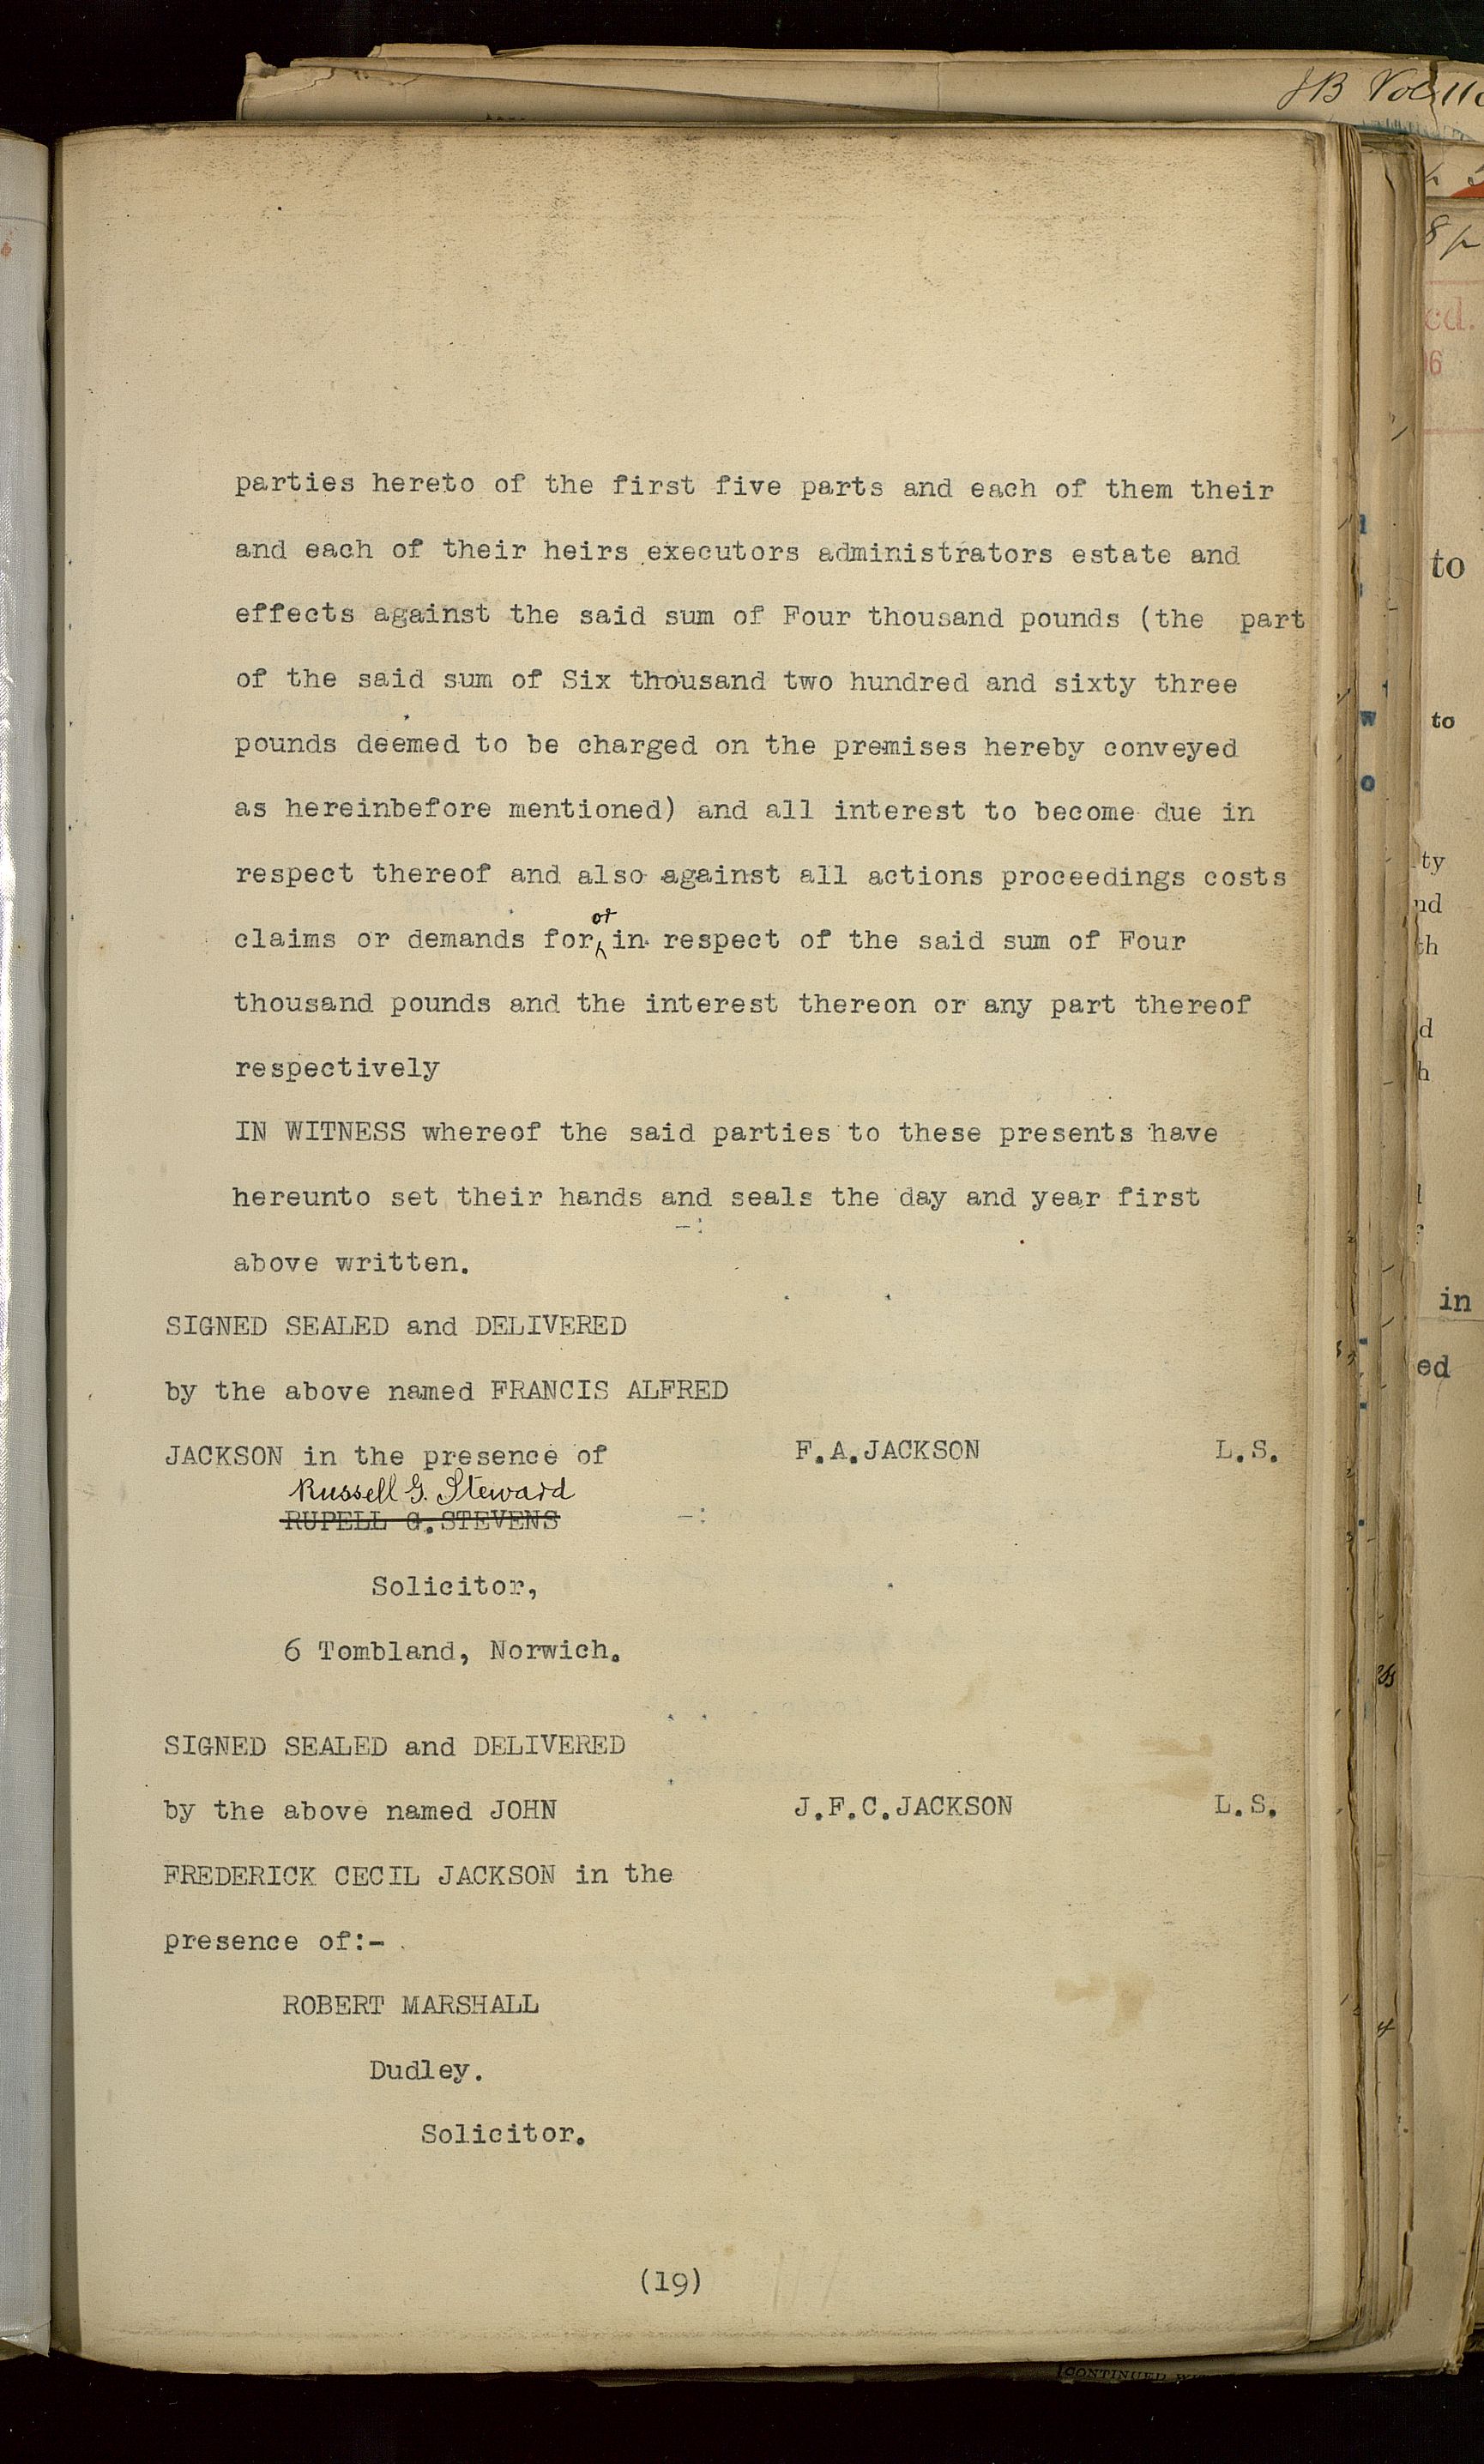 JB Vol 11
parties hereto of the first five parts and each of them their
and each of their heirs executors administrators estate and
effects against the said sum of Four thousand pounds (the part
of the said sum of Six thousand two hundred and sixty three
pounds deemed to be charged on the premises hereby conveyed
as hereinbefore mentioned) and all interest to become due in
respect thereof and also against all actions proceedings costs
claims or demands for or in respect of the said sum of Four
thousand pounds and the interest thereon or any part thereof
respectively
IN WITNESS whereof the said parties to these presents have
hereunto set their hands and seals the day and year first
above written.
SIGNED SEALED and DELIVERED
by the above named FRANCIS ALFRED
JACKSON in the presence of F.A.JACKSON L.S.
Russell G. Steward
RUPELL G.STEVENS
Solicitor,
6 Tombland, Norwich.
SIGNED SEALED and DELIVERED
by the above named JOHN J.F.C.JACKSON L.S.
FREDERICK CECIL JACKSON in the
presence of:-
ROBERT MARSHALL
Dudley.
Solicitor.
(19)
to
to
in
ed